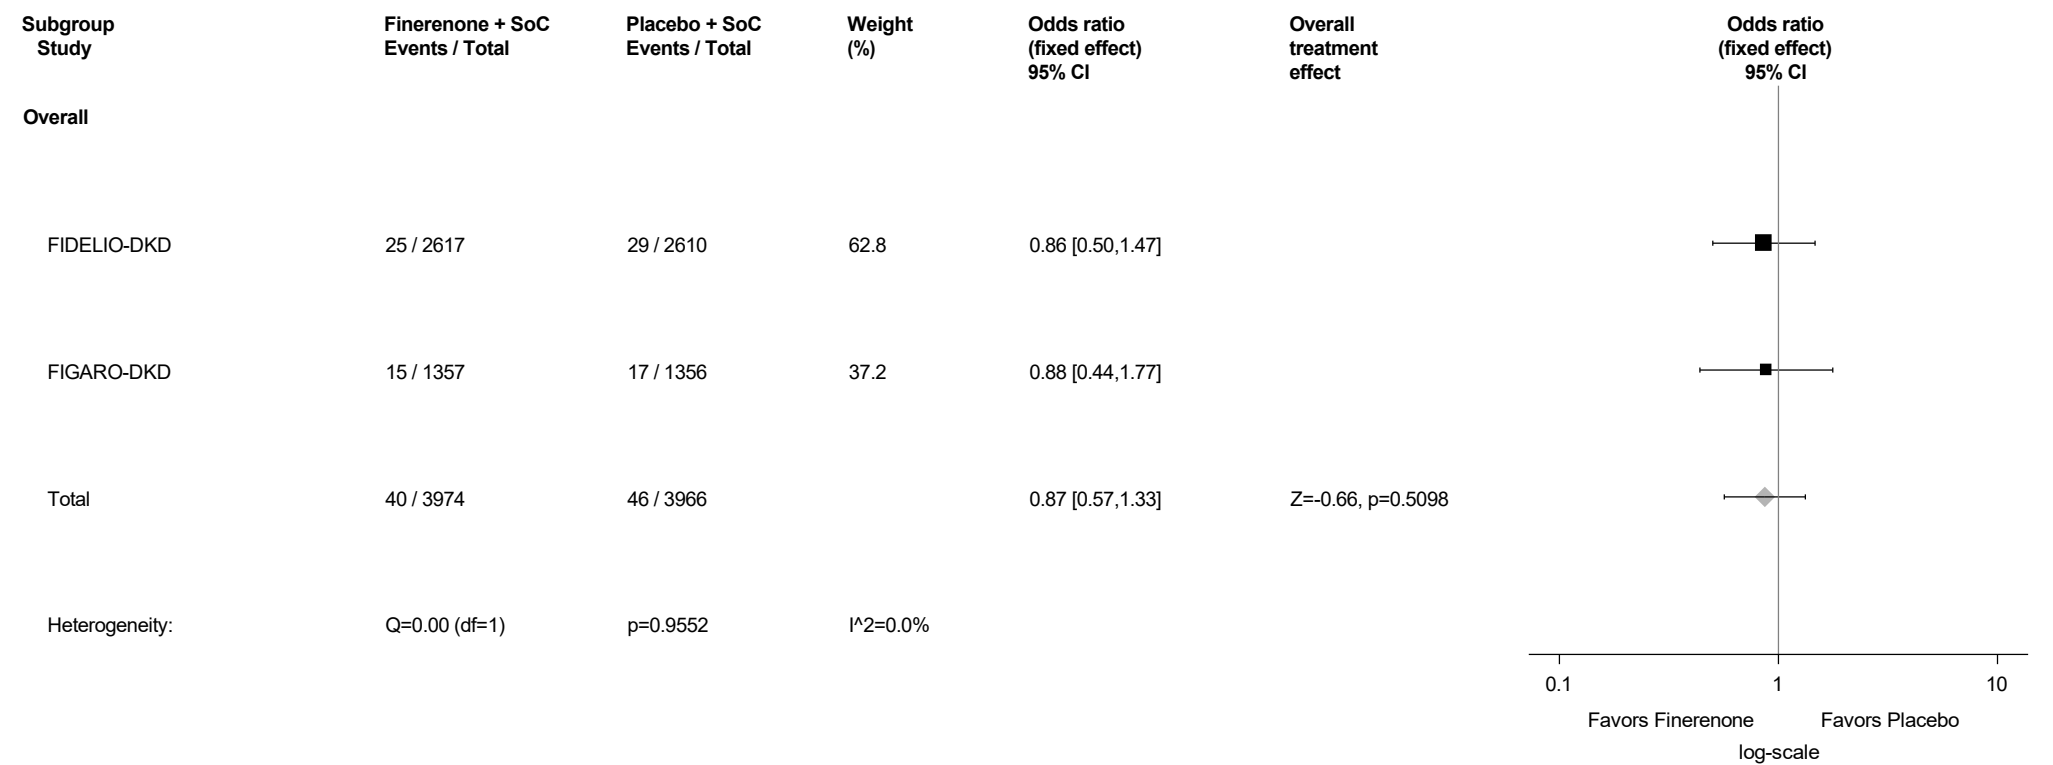 Subgroup Finerenone + SoC Placebo + SoC Weight Odds ratio Overall Odds ratio
Study Events / Total Events / Total (%) (fixed effect) treatment (fixed effect)
95% CI effect 95% CI
Overall
FIDELIO-DKD 25 / 2617 29 / 2610 62.8 0.86 [0.50,1.47]
FIGARO-DKD 15 / 1357 17 / 1356 37.2 0.88 [0.44,1.77]
Total 40 / 3974 46 / 3966 0.87 [0.57,1.33] Z=-0.66, p=0.5098
Heterogeneity: Q=0.00 (df=1) p=0.9552 I^2=0.0%
0.1 1 10
Favors Finerenone Favors Placebo
log-scale